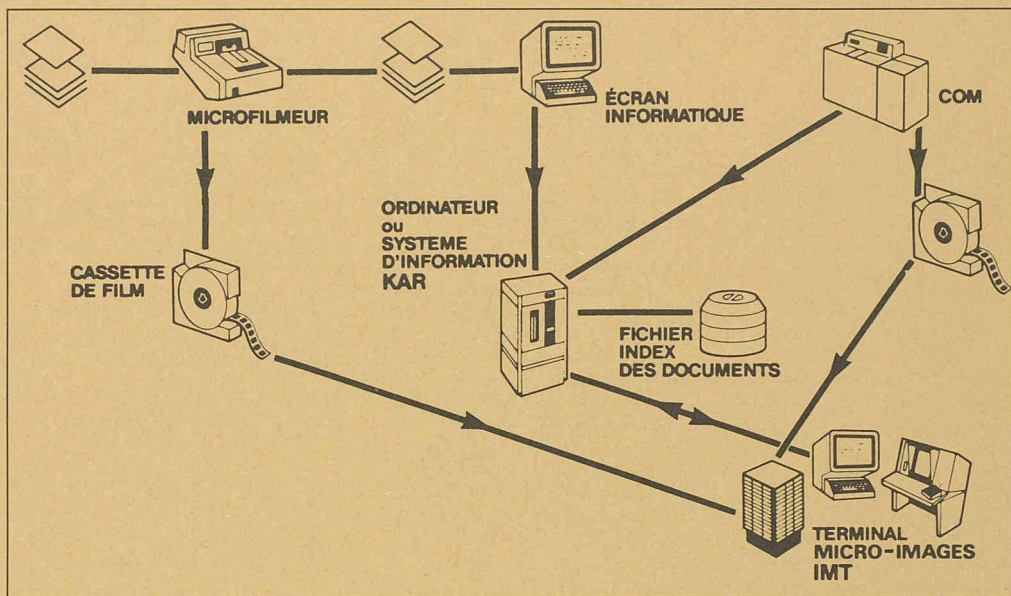 MICROFILMEUR
ÉCRAN
INFORMATIQUE
COM
ORDINATEUR
ou
SYSTEME
D'INFORMATION
KAR
CASSETTE
DE FILM
FICHIER
INDEX
DES DOCUMENTS
TERMINAL
MICRO-IMAGES
IMT